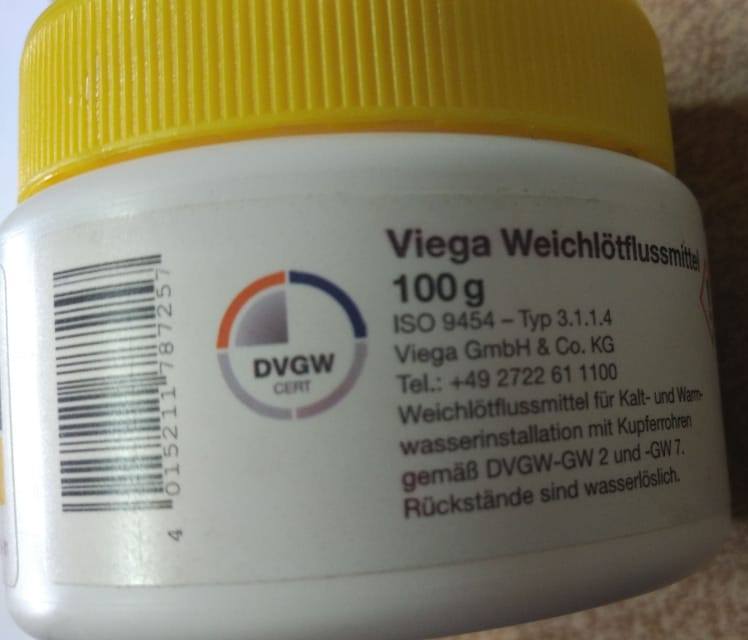 4 015211 787257
DVGW
CERT
Viega Weichlötflussmittel
100 g
ISO 9454 – Typ 3.1.1.4
Viega GmbH & Co. KG
Tel.: +49 2722 61 1100
Weichlötflussmittel für Kalt- und Warm-
wasserinstallation mit Kupferrohren
gemäß DVGW-GW 2 und -GW 7.
Rückstände sind wasserlöslich.